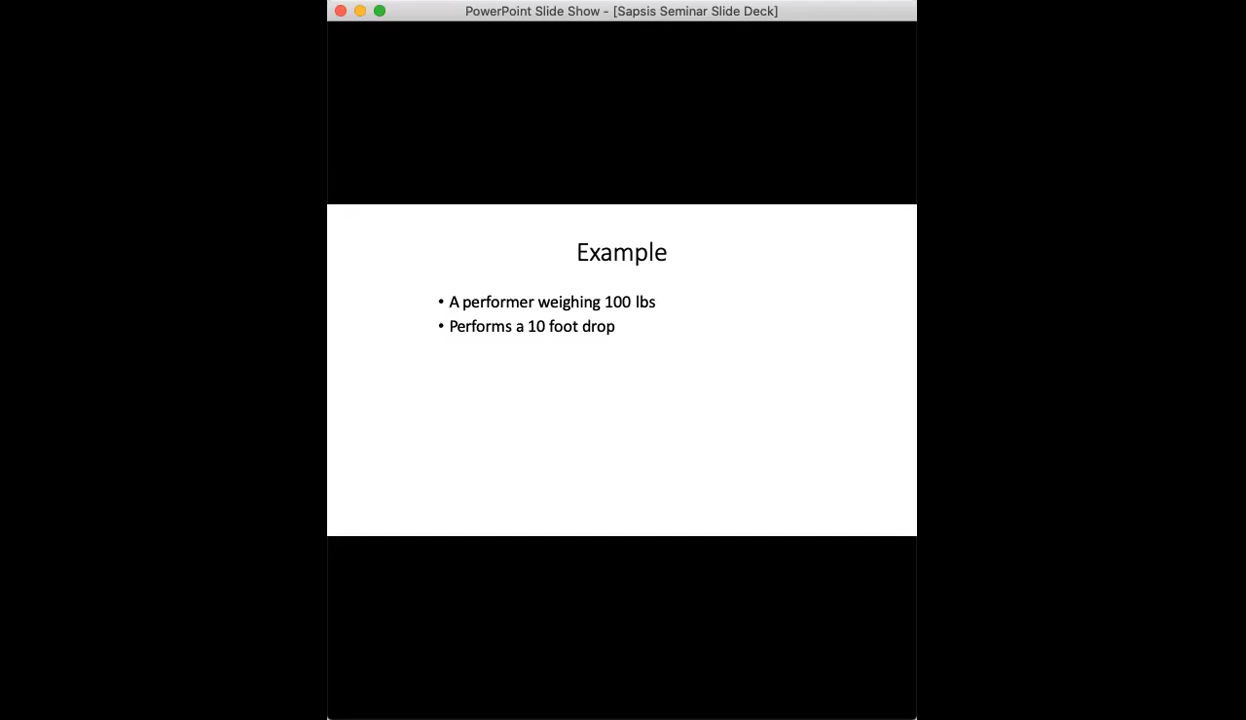 PowerPoint Slide Show - [Sapsis Seminar Slide Deck]
Example
• A performer weighing 100 lbs
• Performs a 10 foot drop